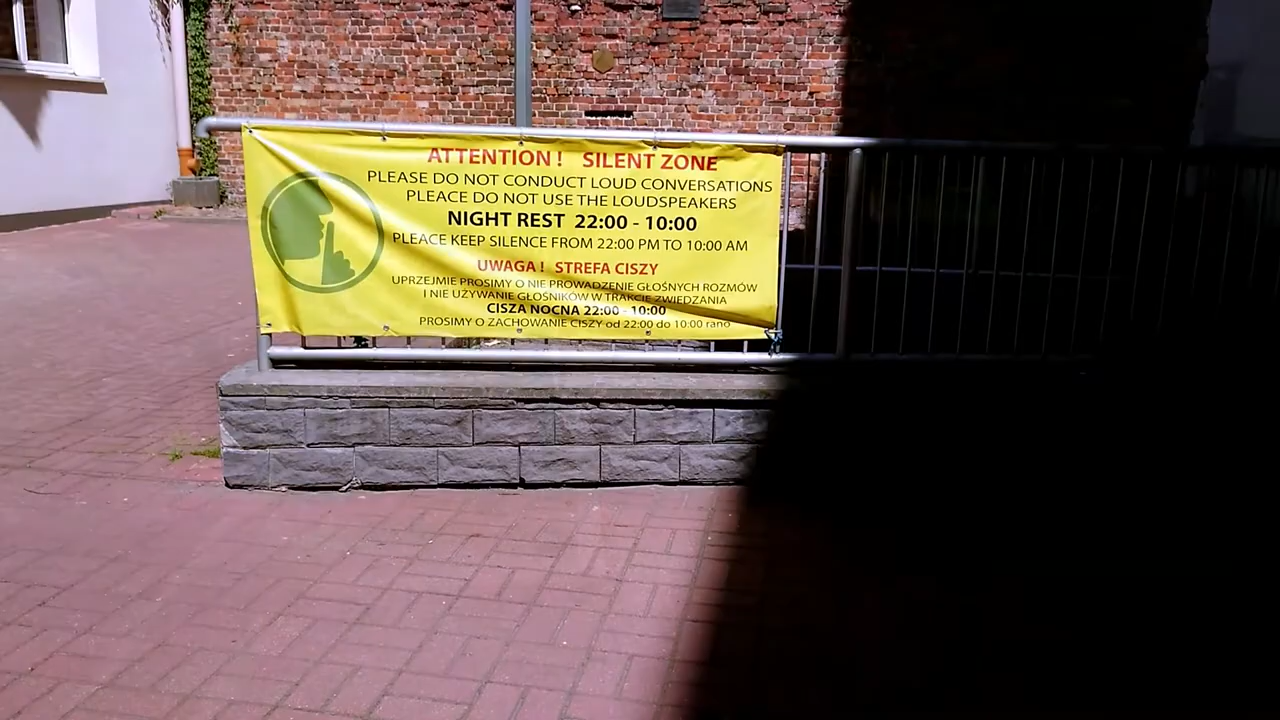 ATTENTION ! SILENT ZONE
PLEASE DO NOT CONDUCT LOUD CONVERSATIONS
PLEACE DO NOT USE THE LOUDSPEAKERS
NIGHT REST 22:00 - 10:00
PLEACE KEEP SILENCE FROM 22:00 PM TO 10:00 AM
UWAGA ! STREFA CISZY
UPRZEJMIE PROSIMY O NIE PROWADZENIE GŁOŚNYCH ROZMÓW
I NIE UŻYWANIE GŁOSNIKÓW W TRAKCIE ZWIEDZANIA
CISZA NOCNA 22:00 - 10:00
PROSIMY O ZACHOWANIE CISZY od 22:00 do 10:00 rano